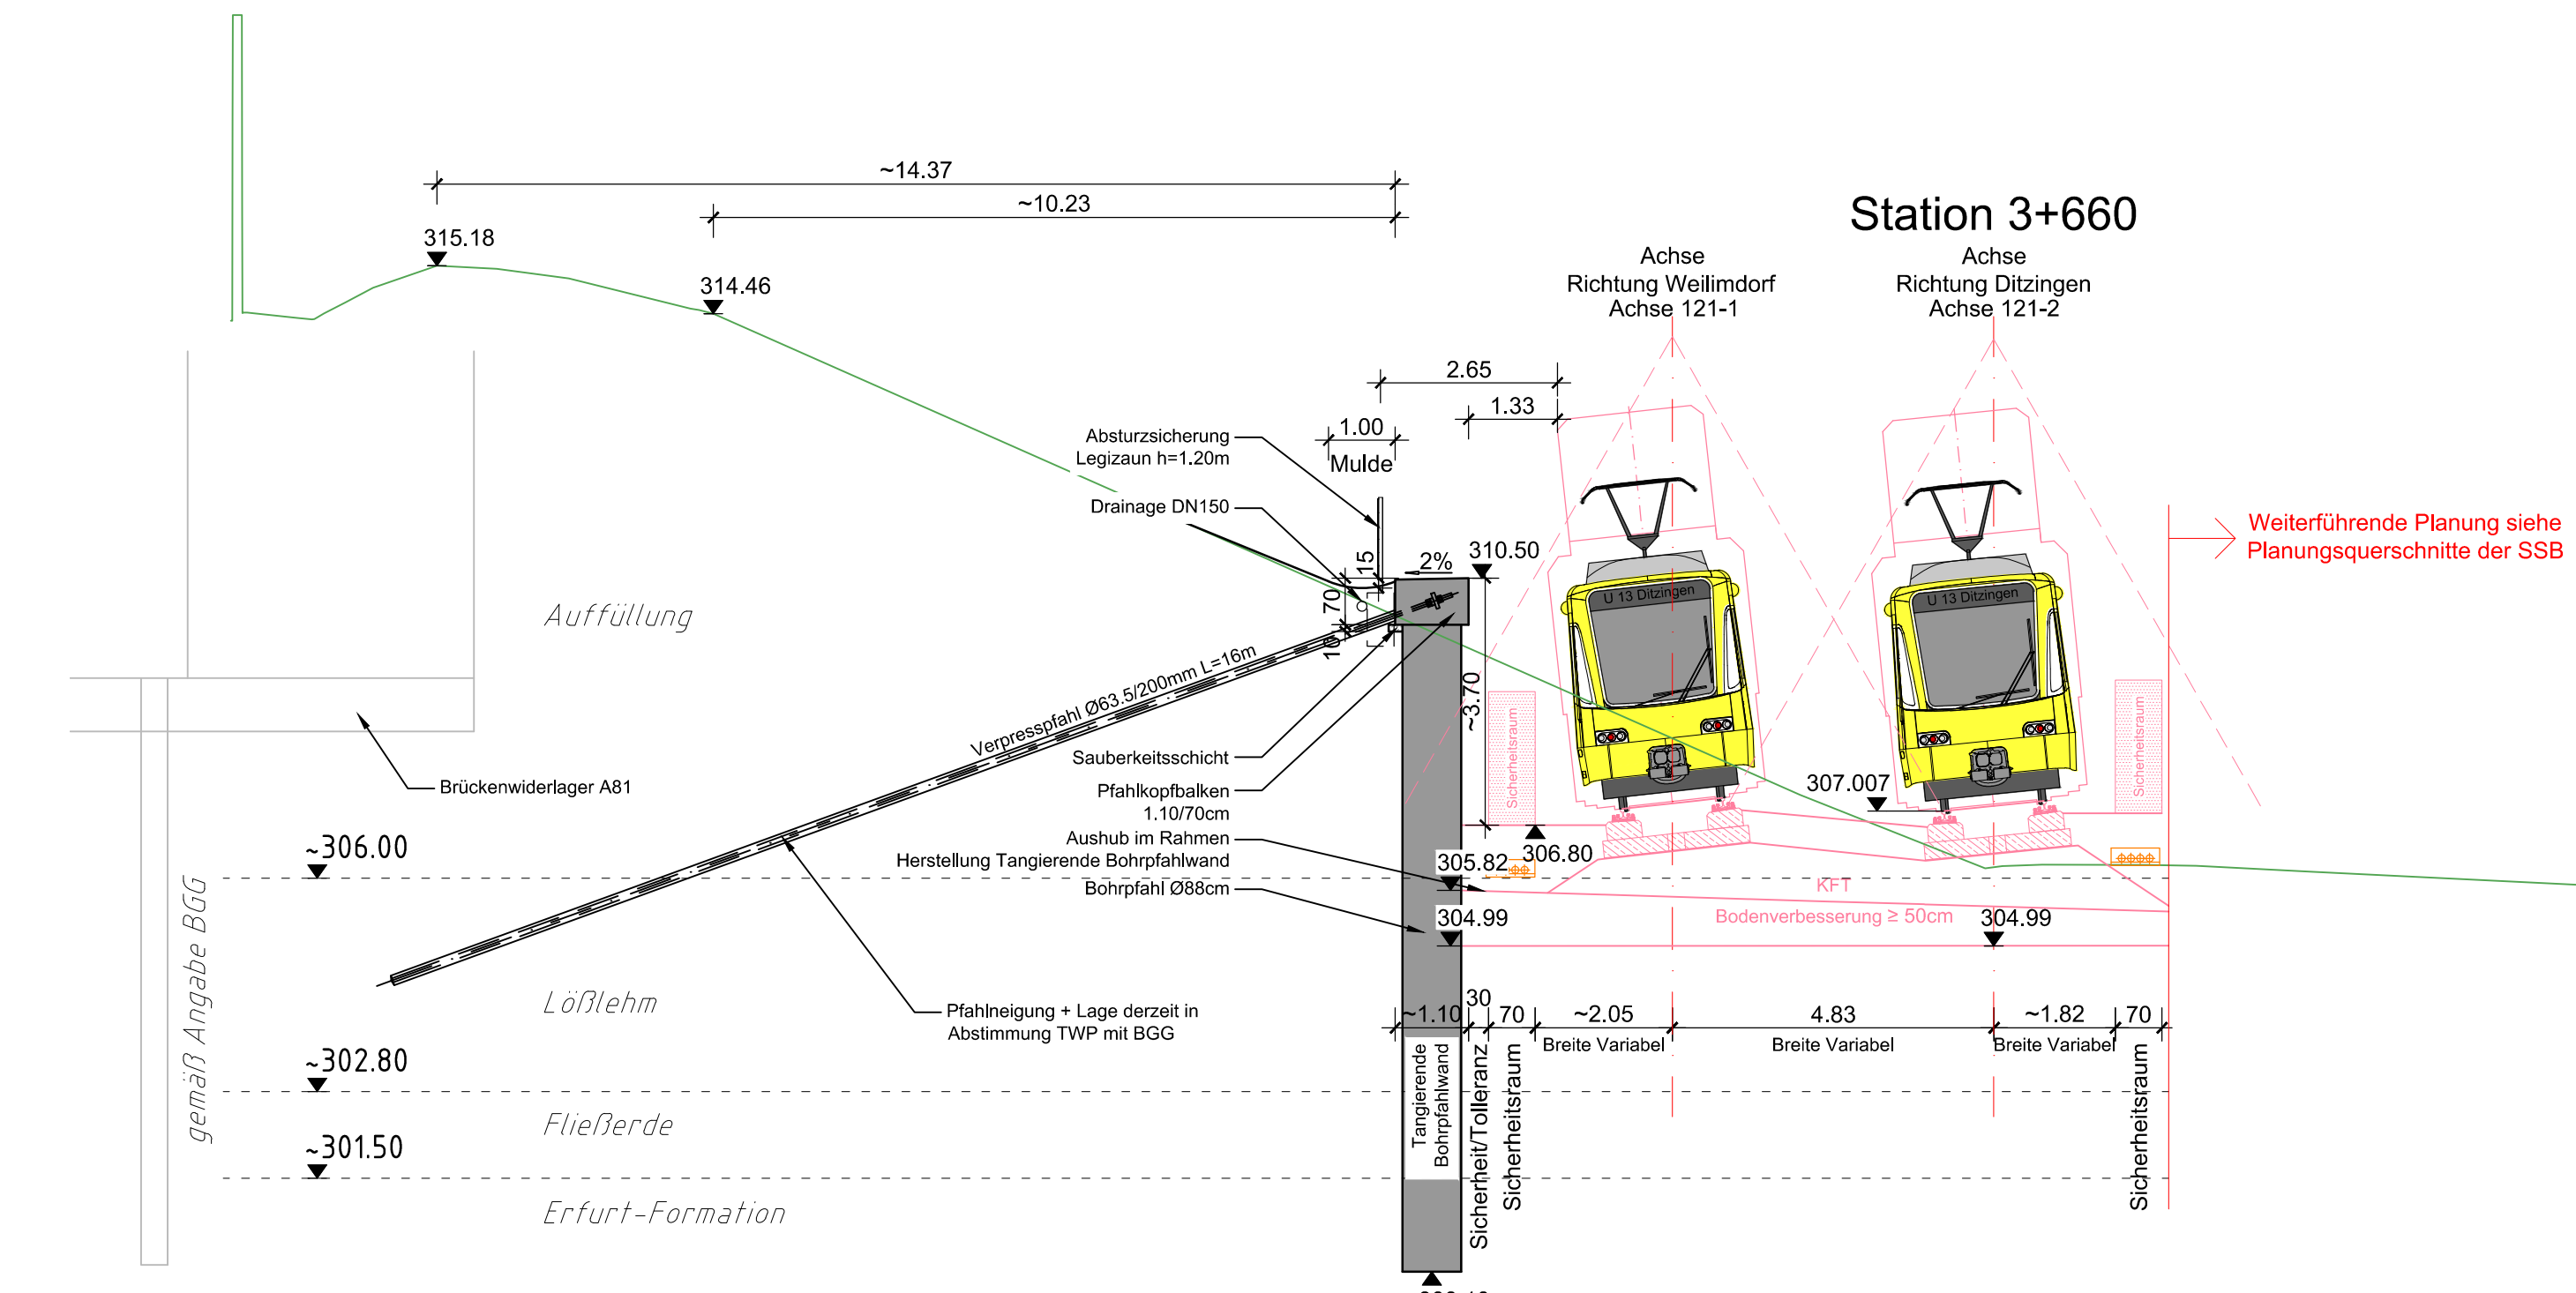 ~14.37
~10.23
Station 3+660
315.18
314.46
Achse
Richtung Weilimdorf
Achse 121-1
Achse
Richtung Ditzingen
Achse 121-2
2.65
1.33
1.00
Mulde
Absturzsicherung
Legizaun h=1.20m
Drainage DN150
15
70
10
2%
310.50
U 13 Ditzingen
U 13 Ditzingen
Weiterführende Planung siehe
Planungsquerschnitte der SSB
Auffüllung
Verpresspfahl Ø63.5/200mm L=16m
~3.70
Sicherheitsraum
Sicherheitsraum
Sauberkeitsschicht
Pfahlkopfbalken
1.10/70cm
Brückenwiderlager A81
307.007
306.80
Aushub im Rahmen
Herstellung Tangierende Bohrpfahlwand
Bohrpfahl Ø88cm
~306.00
305.82
304.99
KFT
Bodenverbesserung ≥ 50cm
304.99
gemäß Angabe BGG
Lößlehm
Pfahlneigung + Lage derzeit in
Abstimmung TWP mit BGG
~1.10
30
70
~2.05
4.83
~1.82
70
Breite Variabel
Breite Variabel
Breite Variabel
Tangierende
Bohrpfahlwand
Sicherheit/Tolleranz
Sicherheitsraum
Sicherheitsraum
~302.80
Fließerde
~301.50
Erfurt-Formation